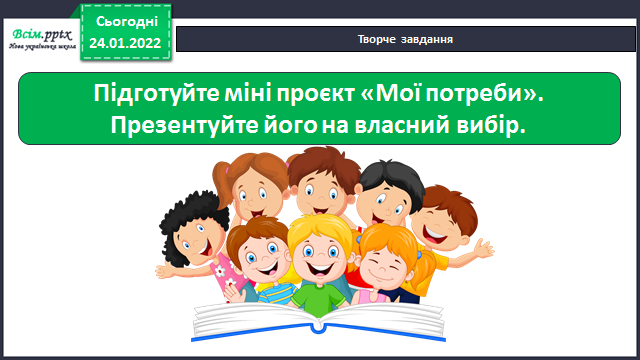 Всім.pptx
Нова українська школа
Сьогодні
24.01.2022
Творче завдання
Підготуйте міні проєкт «Мої потреби».
Презентуйте його на власний вибір.